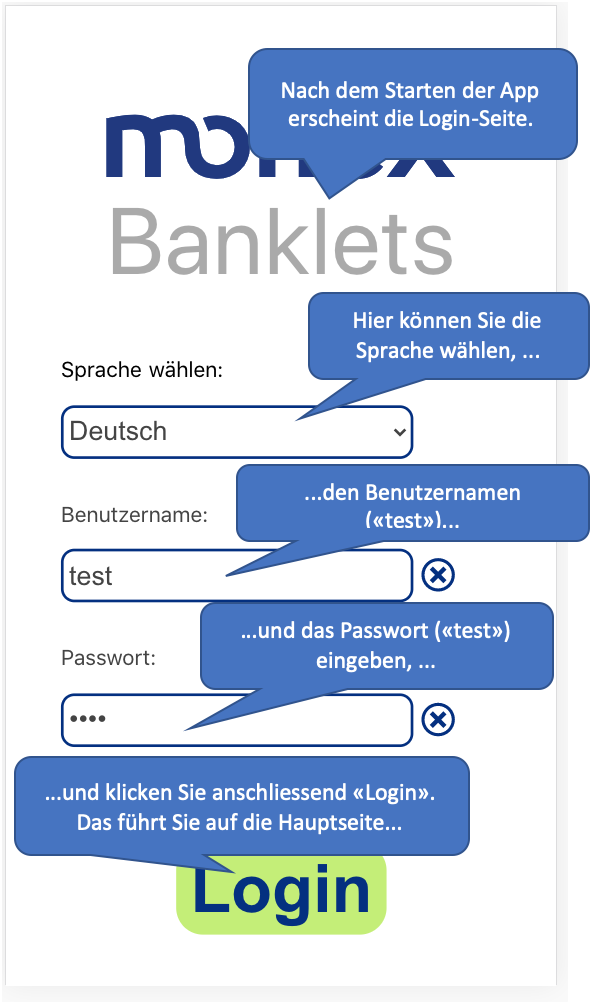 Nach dem Starten der App
erscheint die Login-Seite.
Banklets
Hier können Sie die
Sprache wählen, ...
Sprache wählen:
Deutsch
...den Benutzernamen
(«test»)...
Benutzername:
test
...und das Passwort («test»)
eingeben, ...
Passwort:
••••
...und klicken Sie anschliessend «Login».
Das führt Sie auf die Hauptseite...
Login